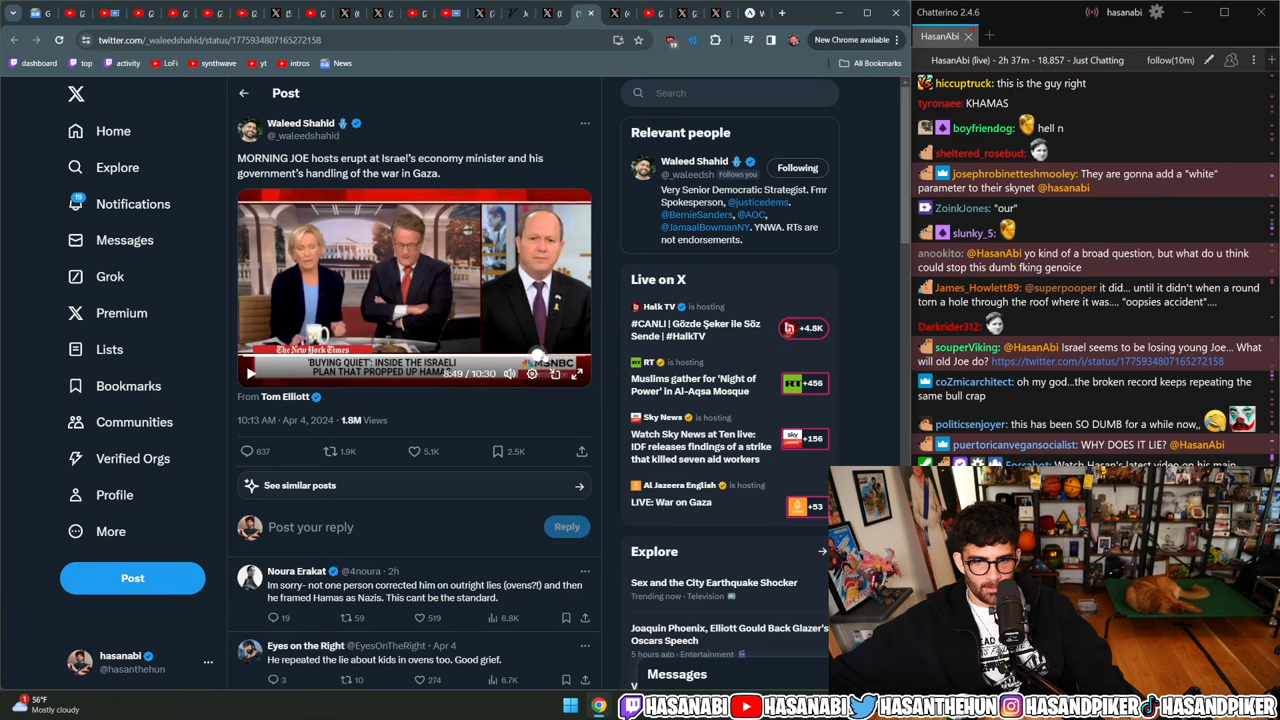 twitter.com/_waleedshahid/status/1775934807165272158
New Chrome available
dashboard
top
activity
LoFi
synthwave
yt
intros
News
All Bookmarks
Home
Explore
Notifications
Messages
Grok
Premium
Lists
Bookmarks
Communities
Verified Orgs
Profile
More
Post
hasanabi
@hasanthehun
Post
Waleed Shahid
@_waleedshahid
MORNING JOE hosts erupt at Israel's economy minister and his
government's handling of the war in Gaza.
The New York Times
'BUYING QUIET': INSIDE THE ISRAELI
PLAN THAT PROPPED UP HAMAS
MSNBC
8:49 / 10:30
From Tom Elliott
10:13 AM · Apr 4, 2024 · 1.8M Views
637
1.9K
5.1K
2.5K
See similar posts
Post your reply
Reply
Noura Erakat @4noura · 2h
Im sorry- not one person corrected him on outright lies (ovens?!) and then
he framed Hamas as Nazis. This cant be the standard.
19
59
519
6.8K
Eyes on the Right @EyesOnTheRight · Apr 4
He repeated the lie about kids in ovens too. Good grief.
3
10
274
6.7K
Search
Relevant people
Waleed Shahid
@_waleedsh Follows you
Following
Very Senior Democratic Strategist. Fmr
Spokesperson, @justicedems.
@BernieSanders, @AOC,
@JamaalBowmanNY. YNWA. RTs are
not endorsements.
Live on X
Halk TV is hosting
#CANLI | Gözde Şeker ile Söz
Sende | #HalkTV
+4.8K
RT is hosting
Muslims gather for 'Night of
Power' in Al-Aqsa Mosque
+456
Sky News is hosting
Watch Sky News at Ten live:
IDF releases findings of a strike
that killed seven aid workers
+156
Al Jazeera English is hosting
LIVE: War on Gaza
+53
Explore
Sex and the City Earthquake Shocker
Trending now · Television
Joaquin Phoenix, Elliott Gould Back Glazer's
Oscars Speech
5 hours ago · Entertainment
Messages
Chatterino 2.4.6
hasanabi
HasanAbi
HasanAbi (live) - 2h 37m - 18,857 - Just Chatting
follow(10m)
hiccuptruck: this is the guy right
tyronaee: KHAMAS
boyfriendog: hell n
sheltered_rosebud:
josephrobinetteshmooley: They are gonna add a "white"
parameter to their skynet @hasanabi
ZoinkJones: "our"
slunky_5:
anookito: @HasanAbi yo kind of a broad question, but what do u think
could stop this dumb fking genoice
James_Howlett89: @superpooper it did... until it didn't when a round
torn a hole through the roof where it was.... "oopsies accident"....
Darkrider312:
souperViking: @HasanAbi Israel seems to be losing young Joe... What
will old Joe do? https://twitter.com/i/status/1775934807165272158
coZmicarchitect: oh my god...the broken record keeps repeating the
same bull crap
politicsenjoyer: this has been SO DUMB for a while now,,
puertoricanvegansocialist: WHY DOES IT LIE? @HasanAbi
Fossabot: Watch Hasan's latest video on his main
56°F
Mostly cloudy
HASANABI
HASANABI
HASANTHEHUN
HASANDPIKER
HASANDPIKER